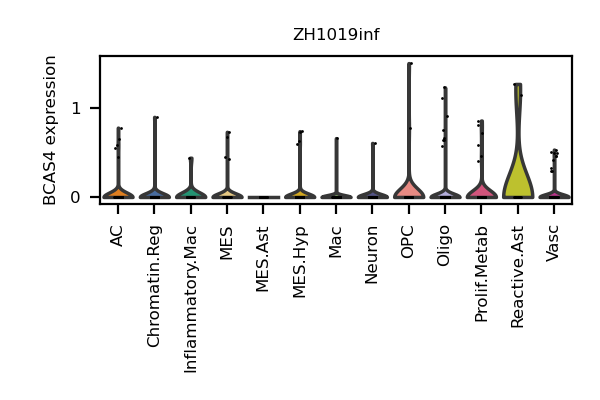 ZH1019inf
BCAS4 expression
1
0
AC
Chromatin.Reg
Inflammatory.Mac
MES
MES.Ast
MES.Hyp
Mac
Neuron
OPC
Oligo
Prolif.Metab
Reactive.Ast
Vasc